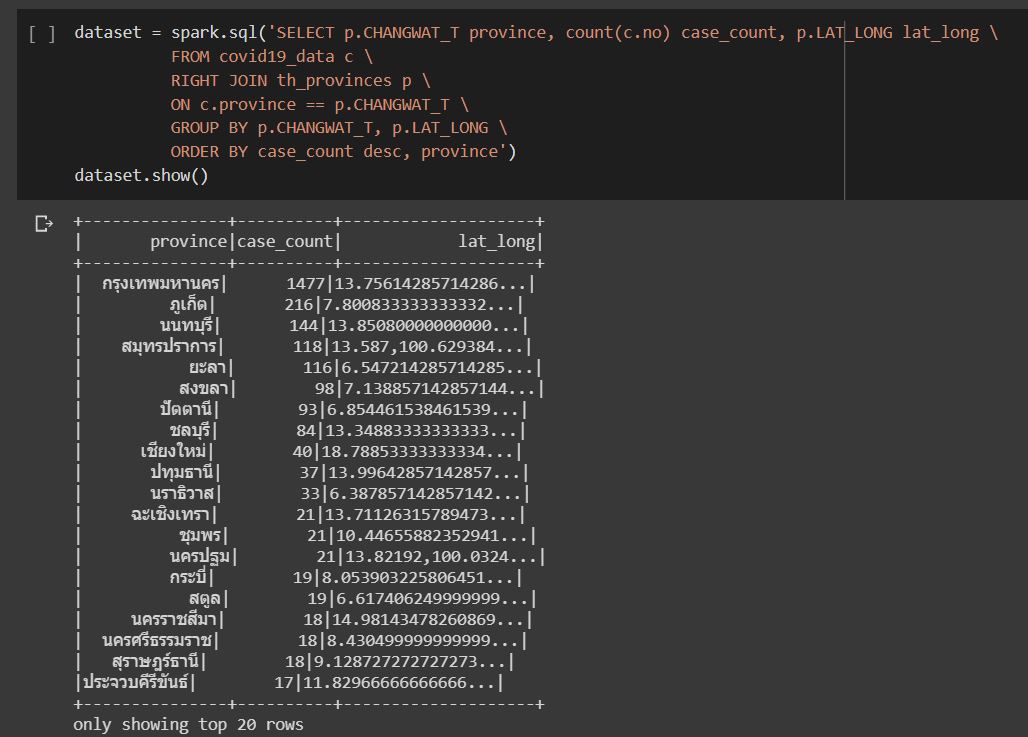 [ ] dataset = spark.sql('SELECT p.CHANGWAT_T province, count(c.no) case_count, p.LAT_LONG lat_long \
FROM covid19_data c \
RIGHT JOIN th_provinces p \
ON c.province == p.CHANGWAT_T \
GROUP BY p.CHANGWAT_T, p.LAT_LONG \
ORDER BY case_count desc, province')
dataset.show()
+---------------+----------+--------------------+
|       province|case_count|            lat_long|
+---------------+----------+--------------------+
|  กรุงเทพมหานคร|      1477|13.75614285714286...|
|         ภูเก็ต|       216|7.800833333333332...|
|        นนทบุรี|       144|13.85080000000000...|
|    สมุทรปราการ|       118|13.587,100.629384...|
|           ยะลา|       116|6.547214285714285...|
|          สงขลา|        98|7.138857142857144...|
|        ปัตตานี|        93|6.854461538461539...|
|         ชลบุรี|        84|13.34883333333333...|
|      เชียงใหม่|        40|18.78853333333334...|
|       ปทุมธานี|        37|13.99642857142857...|
|       นราธิวาส|        33|6.387857142857142...|
|     ฉะเชิงเทรา|        21|13.71126315789473...|
|          ชุมพร|        21|10.44655882352941...|
|         นครปฐม|        21|13.82192,100.0324...|
|         กระบี่|        19|8.053903225806451...|
|           สตูล|        19|6.617406249999999...|
|     นครราชสีมา|        18|14.98143478260869...|
|  นครศรีธรรมราช|        18|8.430499999999999...|
|   สุราษฎร์ธานี|        18|9.128727272727273...|
|ประจวบคีรีขันธ์|        17|11.82966666666666...|
+---------------+----------+--------------------+
only showing top 20 rows